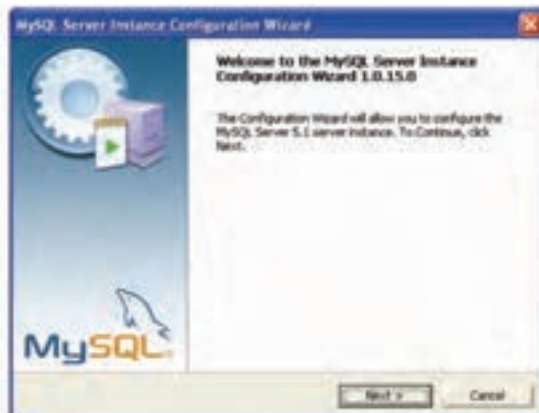 MySQL Server Instance Configuration Wizard
Welcome to the MySQL Server Instance
Configuration Wizard 1.0.15.0
The Configuration Wizard will allow you to configure the
MySQL Server 5.1 server instance. To Continue, click
Next.
MySQL
Next >
Cancel